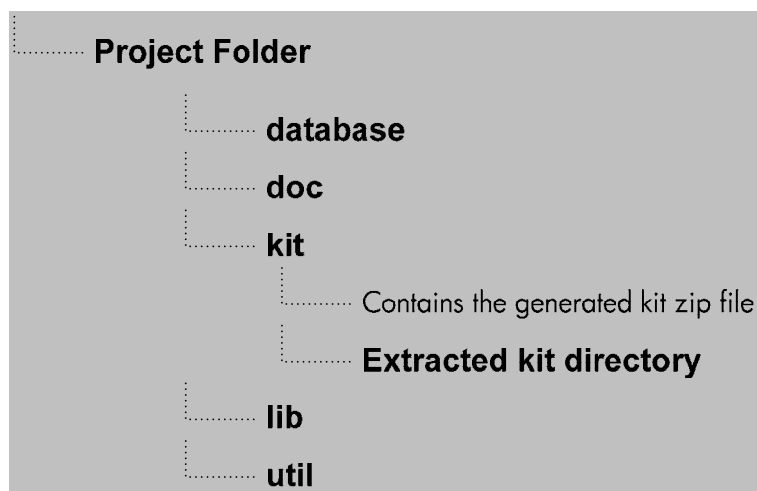 Project Folder
database
doc
kit
Contains the generated kit zip file
Extracted kit directory
lib
util